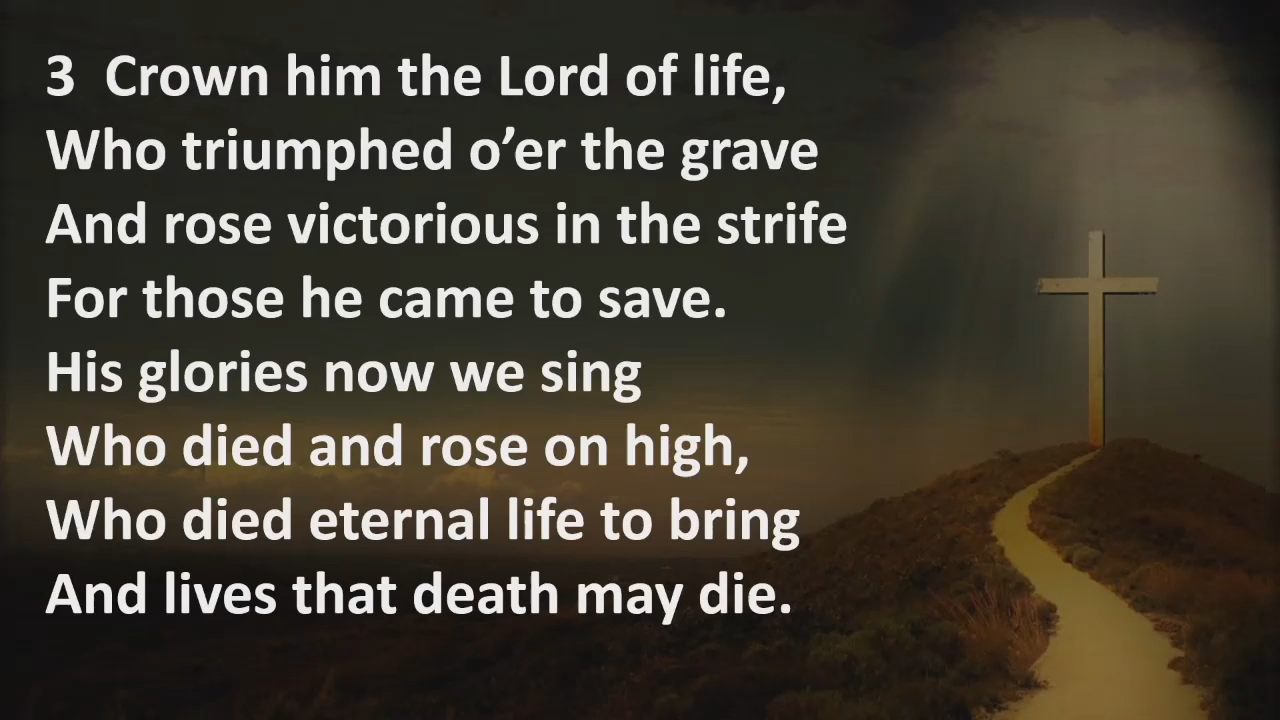 3 Crown him the Lord of life,
Who triumphed o’er the grave
And rose victorious in the strife
For those he came to save.
His glories now we sing
Who died and rose on high,
Who died eternal life to bring
And lives that death may die.